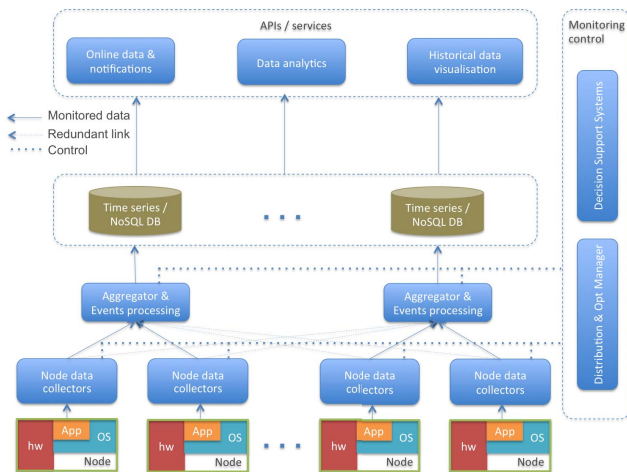 APIs / services
Monitoring
control
Online data &
notifications
Data analytics
Historical data
visualisation
Monitored data
Redundant link
Control
Decision Support Systems
Time series /
NoSQL DB
Time series /
NoSQL DB
Distribution & Opt Manager
Aggregator &
Events processing
Aggregator &
Events processing
Node data
collectors
Node data
collectors
Node data
collectors
Node data
collectors
hw
App
OS
Node
hw
App
OS
Node
hw
App
OS
Node
hw
App
OS
Node